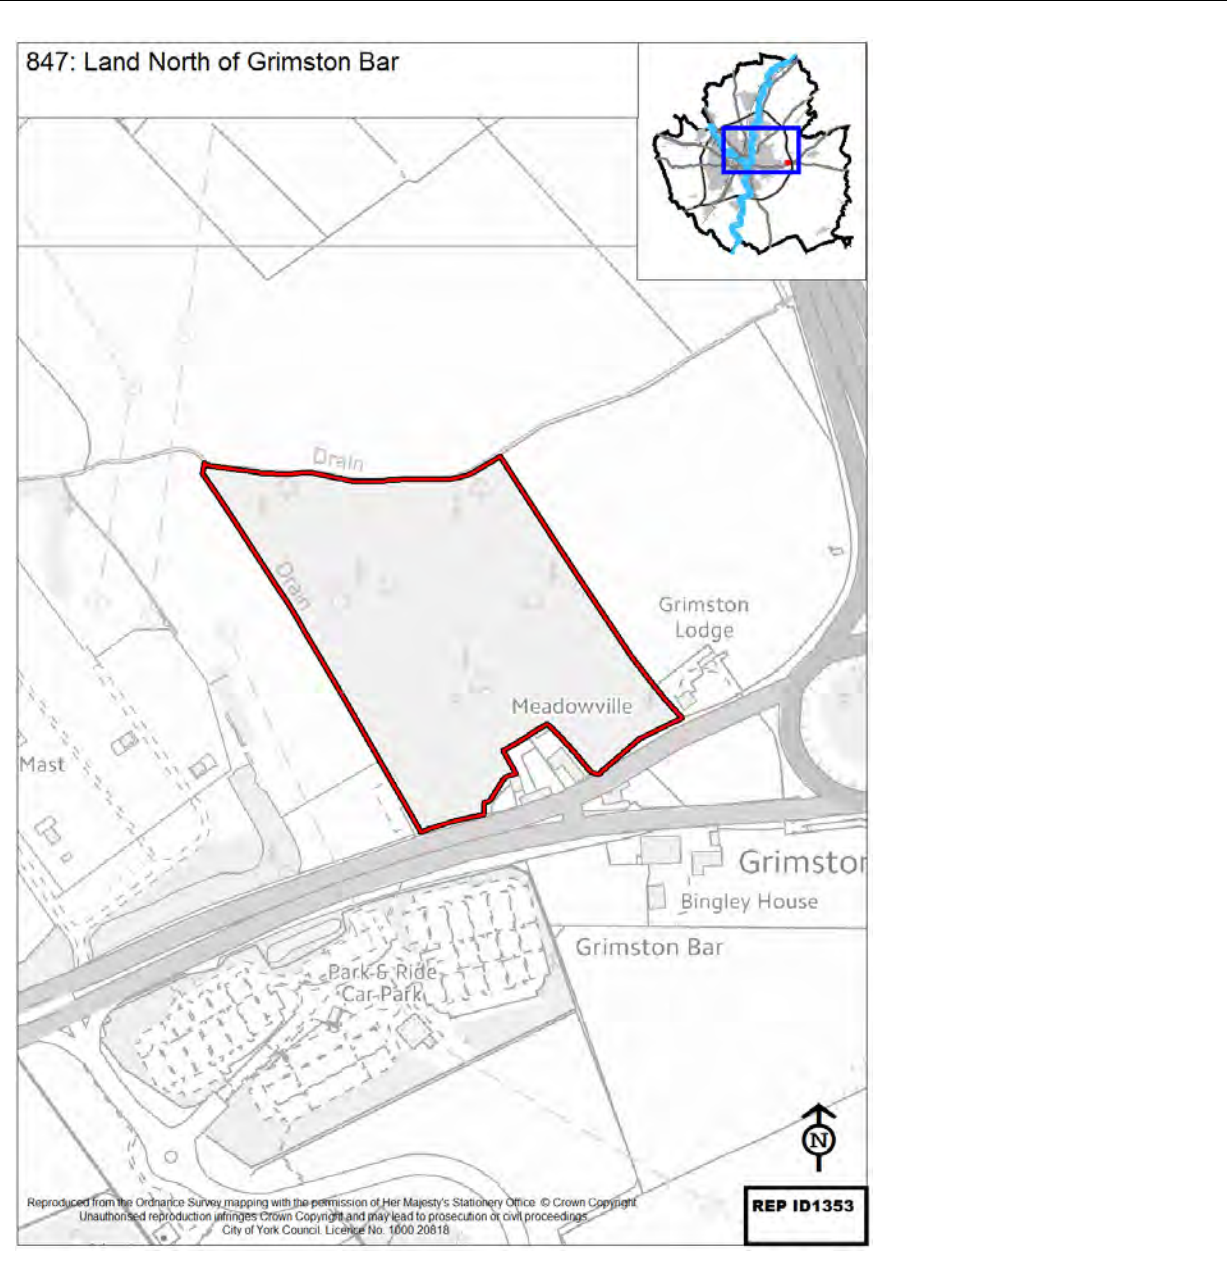 847: Land North of Grimston Bar
Drain
Drain
Grimston
Lodge
Meadowville
Mast
Grimston
Bingley House
Grimston Bar
Park & Ride
Car Park
N
Reproduced from the Ordnance Survey mapping with the permission of Her Majesty's Stationery Office. © Crown Copyright.
Unauthorised reproduction infringes Crown Copyright and may lead to prosecution or civil proceedings.
City of York Council. Licence No. 1000 20818
REP ID1353